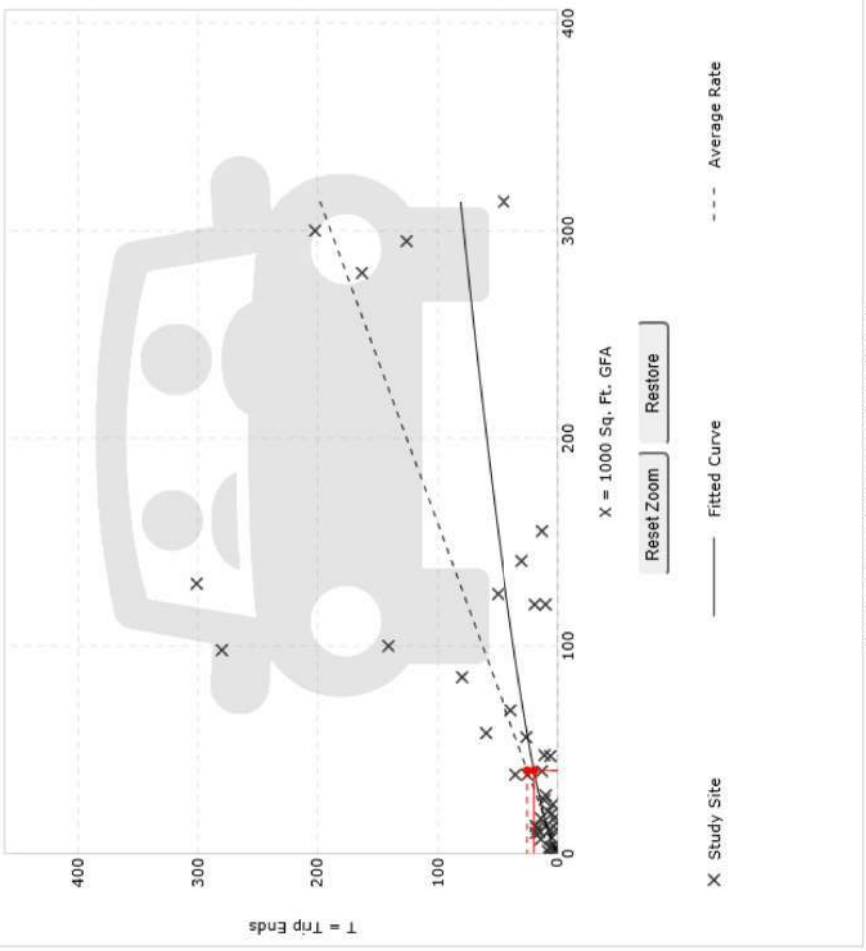 T = Trip Ends
400
300
200
100
0
100
200
300
400
X = 1000 Sq. Ft. GFA
Reset Zoom
Restore
Study Site
Fitted Curve
Average Rate